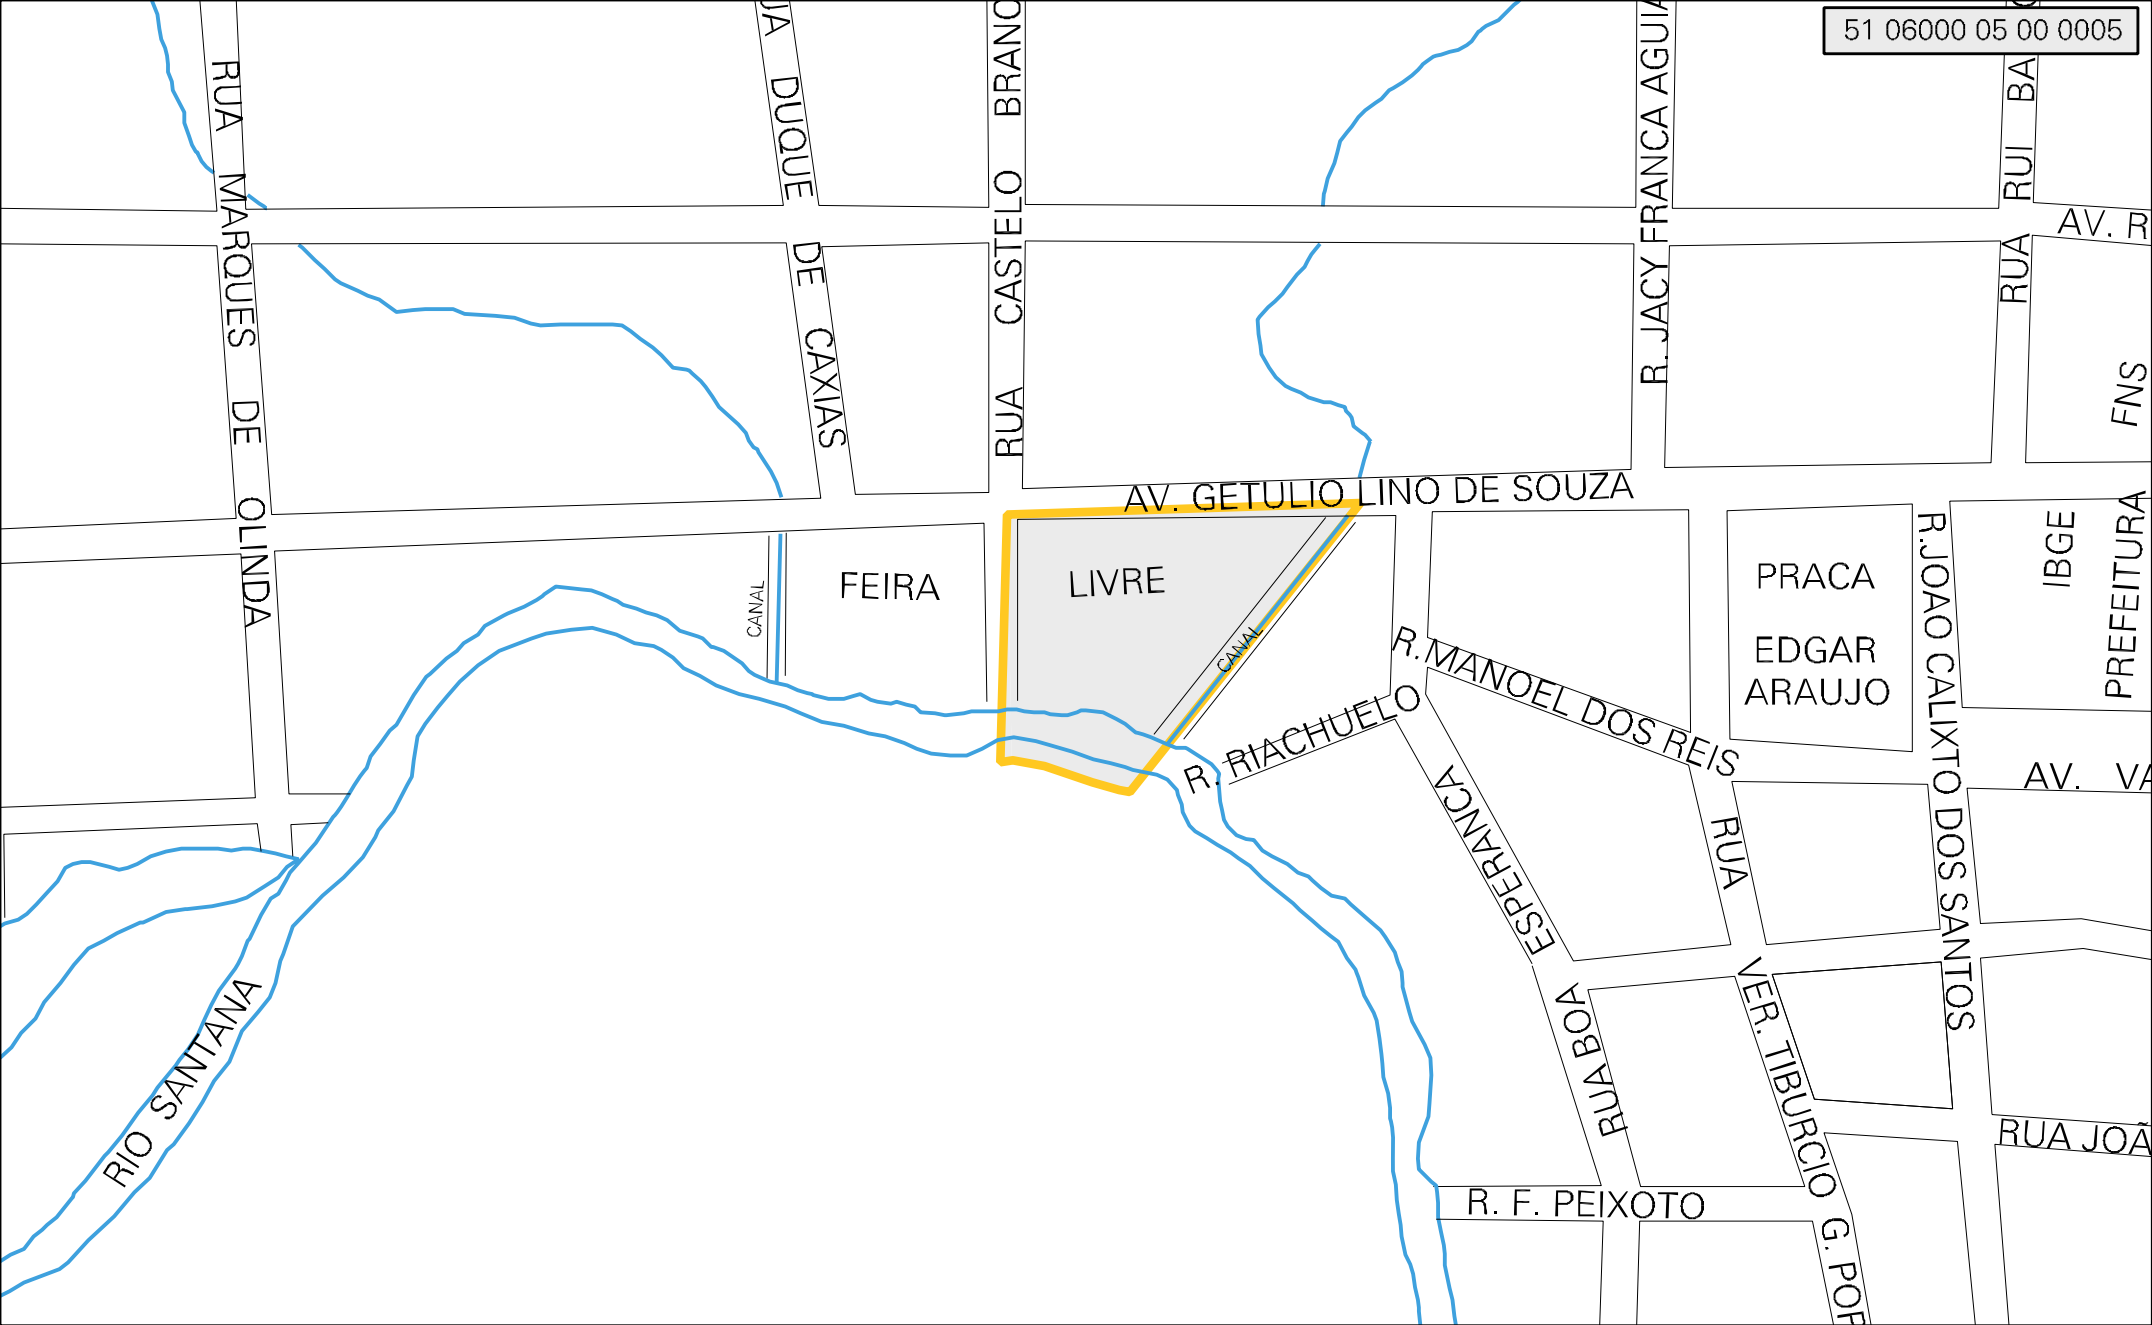 51 06000 05 00 0005
RUA MARQUES DE OLINDA
DUQUE DE CAXIAS
RUA CASTELO BRANCO
R. JACY FRANCA AGUIA
RUA RUI BA
AV. R
FNS
AV. GETULIO LINO DE SOUZA
FEIRA LIVRE
CANAL
CANAL
PRACA
EDGAR
ARAUJO
R.JOAO CALIXTO DOS SANTOS
IBGE
PREFEITURA
R. MANOEL DOS REIS
R. RIACHUELO
AV. VA
RUA BOA ESPERANCA
RUA VER. TIBURCIO G. POR
RIO SANTANA
RUA JOÃ
R. F. PEIXOTO